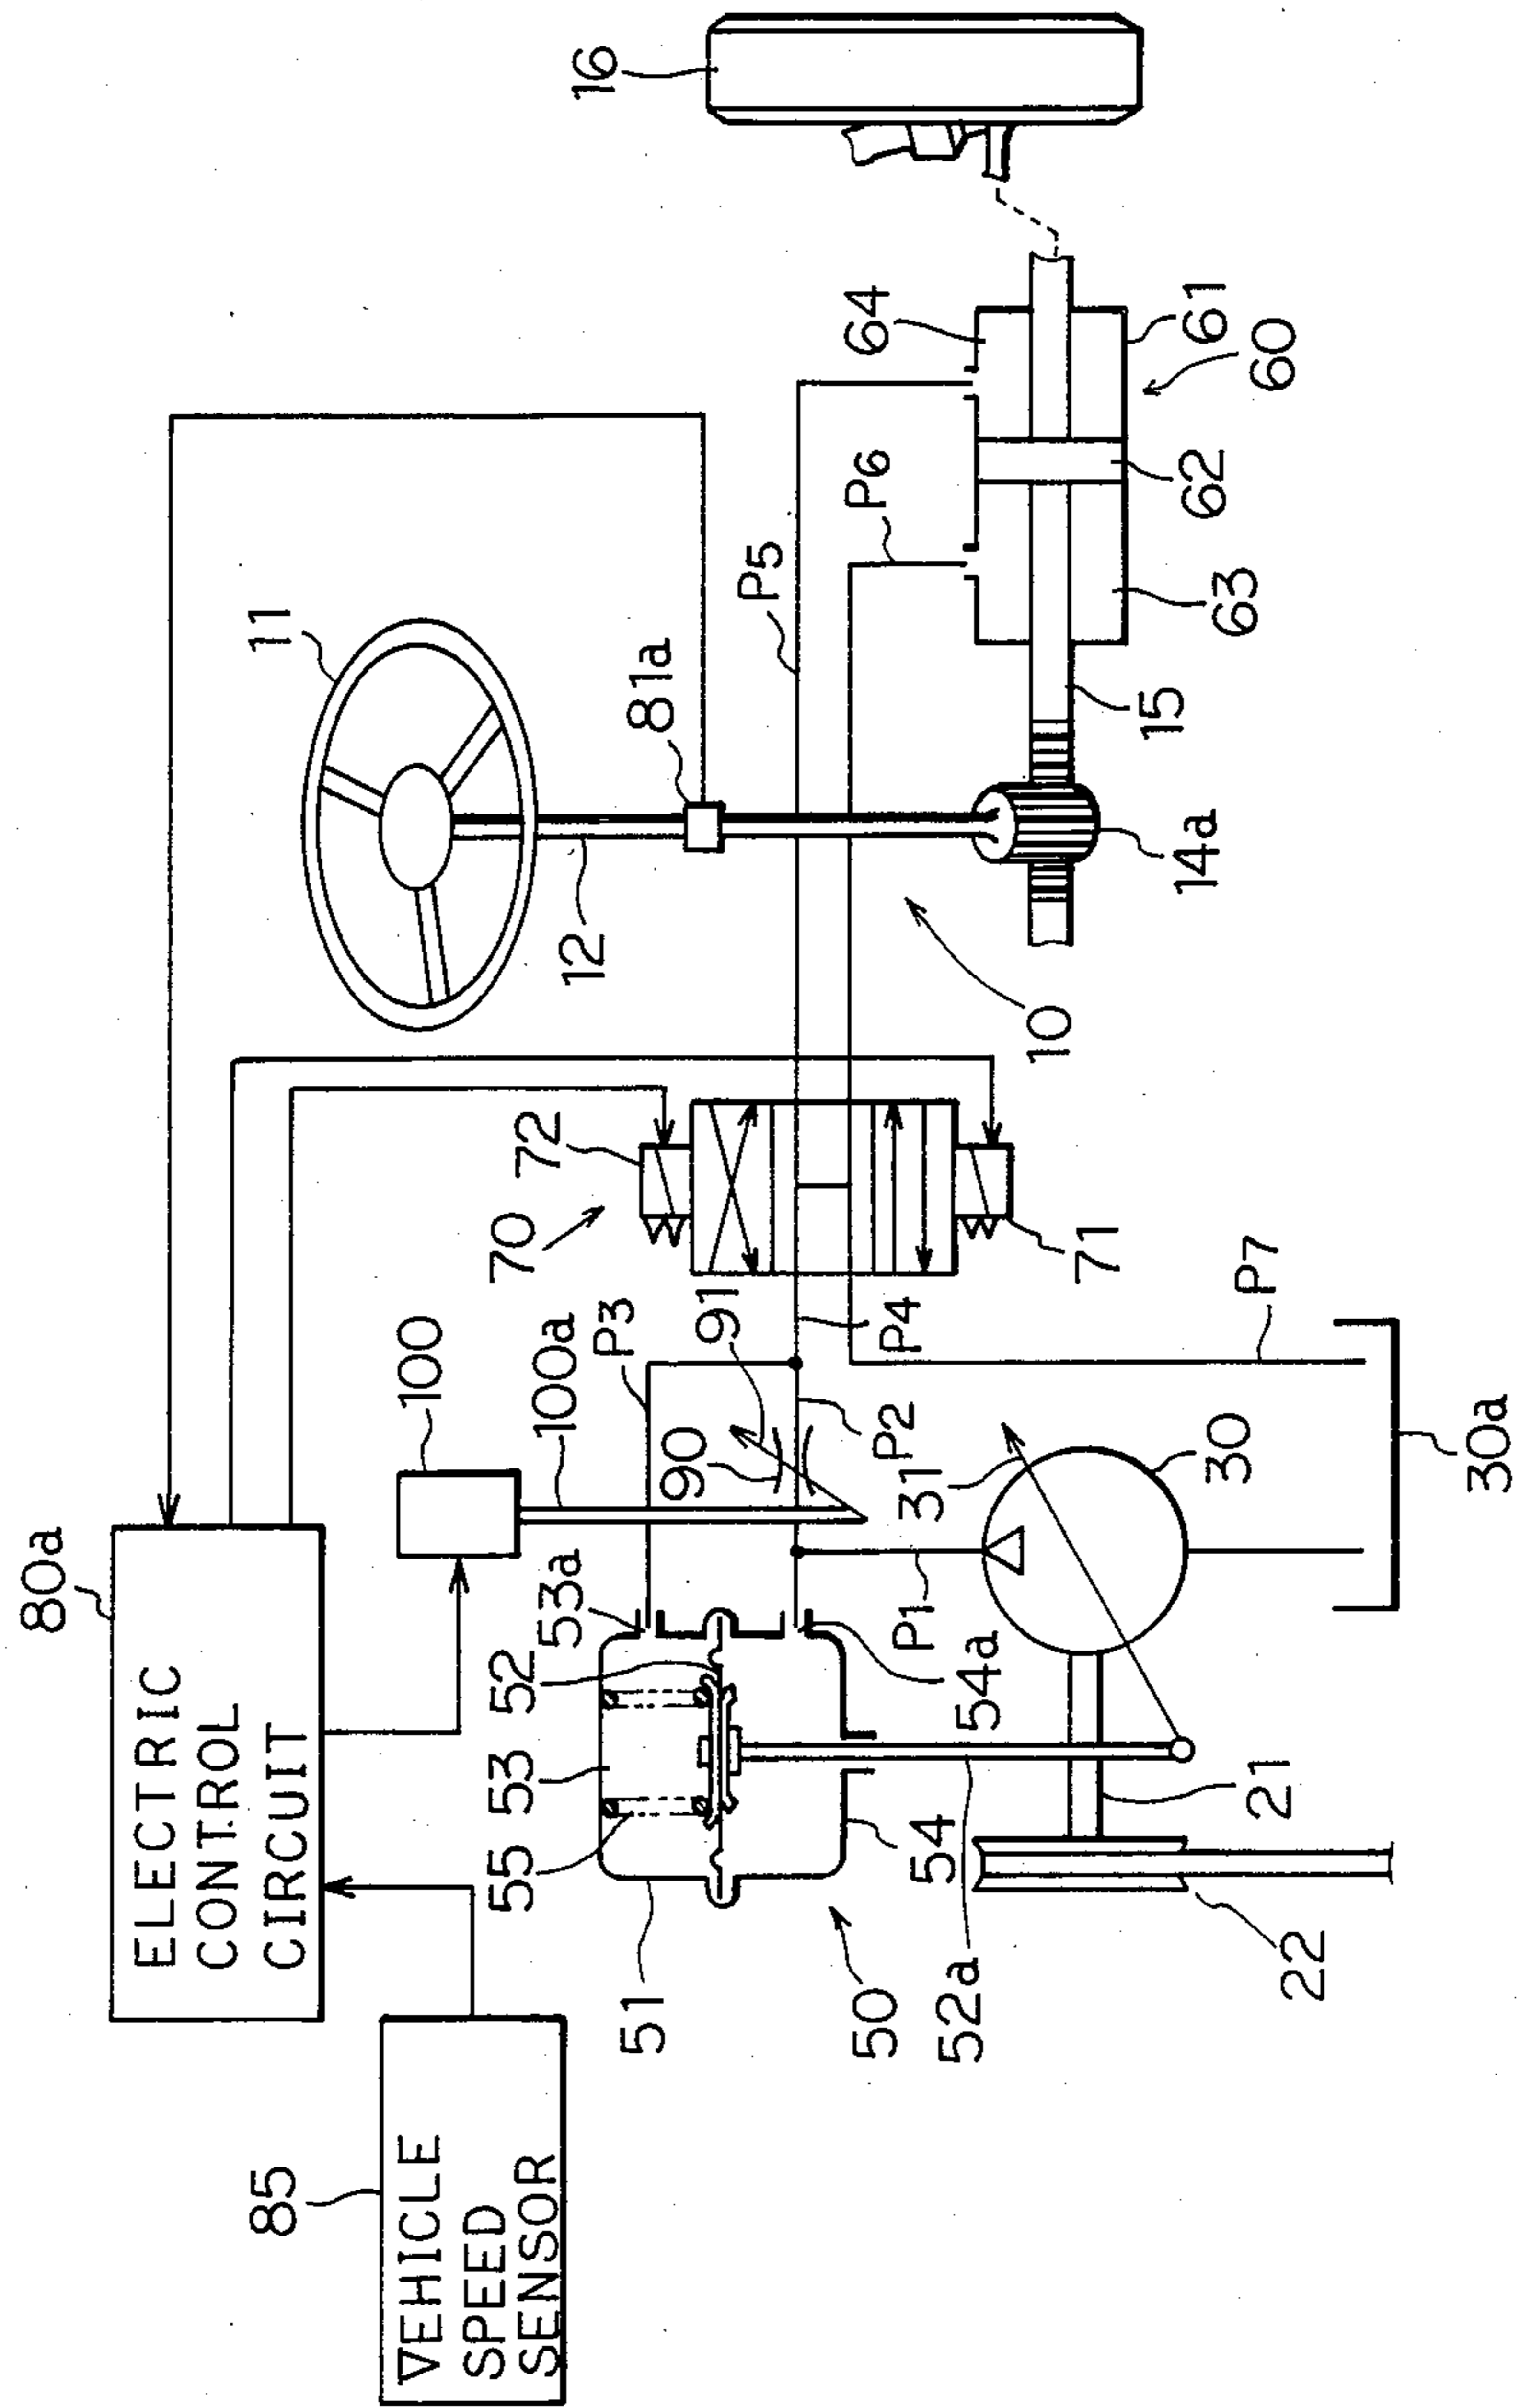 80a
ELECTRIC
CONTROL
CIRCUIT
85
VEHICLE
SPEED
SENSOR
100
100a
P3
53a
52
53
55
51
50
52a
54
54a
90
91
P2
P4
P1
31
30
30a
21
22
P7
70
72
71
10
11
12
81a
14a
15
P5
P6
64
61
60
62
63
16